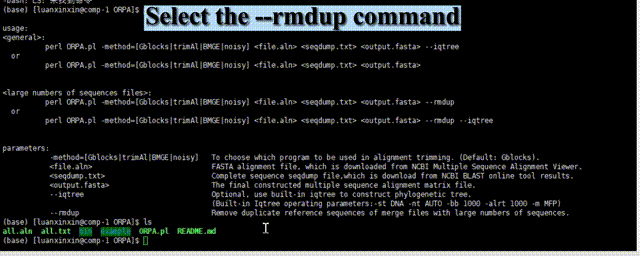 -bash: LS: 未找到命令
(base) [luanxinxin@comp-1 ORPA]$
Select the --rmdup command
usage:
<general>:
perl ORPA.pl -method=[Gblocks|trimAl|BMGE|noisy] <file.aln> <seqdump.txt> <output.fasta> --iqtree
or
perl ORPA.pl -method=[Gblocks|trimAl|BMGE|noisy] <file.aln> <seqdump.txt> <output.fasta>
<large numbers of sequences files>:
perl ORPA.pl -method=[Gblocks|trimAl|BMGE|noisy] <file.aln> <seqdump.txt> <output.fasta> --rmdup
or
perl ORPA.pl -method=[Gblocks|trimAl|BMGE|noisy] <file.aln> <seqdump.txt> <output.fasta> --rmdup --iqtree
parameters:
-method=[Gblocks|trimAl|BMGE|noisy] To choose which program to be used in alignment trimming. (Default: Gblocks).
<file.aln> FASTA alignment file, which is downloaded from NCBI Multiple Sequence Alignment Viewer.
<seqdump.txt> Complete sequence seqdump file,which is download from NCBI BLAST online tool results.
<output.fasta> The final constructed multiple sequence alignment matrix file.
--iqtree Optional, use built-in iqtree to construct phylogenetic tree.
(Built-in Iqtree operating parameters:-st DNA -nt AUTO -bb 1000 -alrt 1000 -m MFP)
--rmdup Remove duplicate reference sequences of merge files with large numbers of sequences.
(base) [luanxinxin@comp-1 ORPA]$ ls
all.aln all.txt bin example ORPA.pl README.md
(base) [luanxinxin@comp-1 ORPA]$